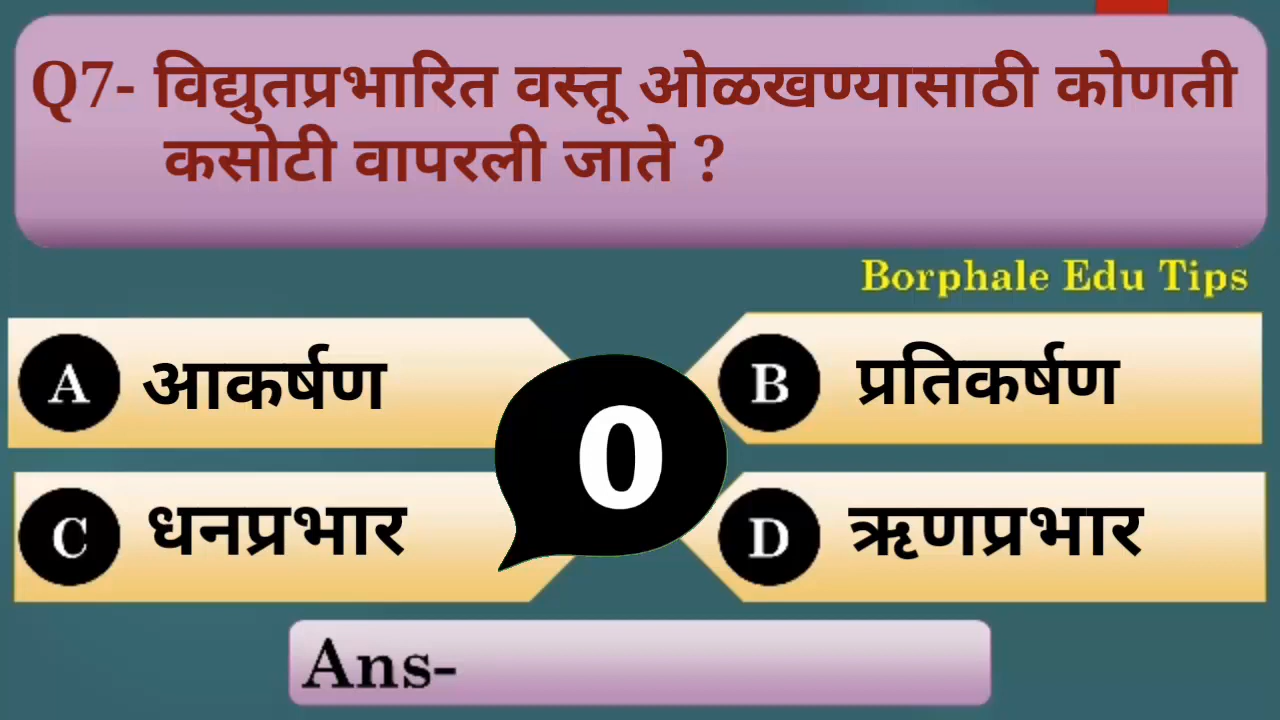 Q7- विद्युतप्रभारित वस्तू ओळखण्यासाठी कोणती
कसोटी वापरली जाते ?
Borphale Edu Tips
A आकर्षण
B प्रतिकर्षण
0
C धनप्रभार
D ऋणप्रभार
Ans-